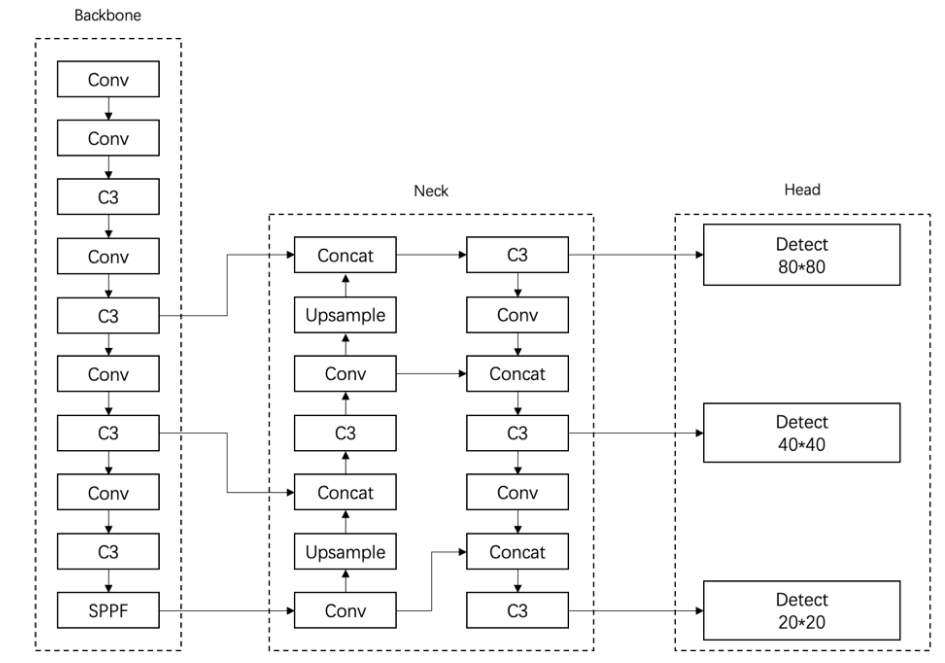 Backbone
Conv
Conv
C3
Conv
C3
Conv
C3
Conv
C3
SPPF
Neck
Concat
Upsample
Conv
C3
Concat
Upsample
Conv
C3
Conv
Concat
C3
Conv
Concat
C3
Head
Detect
80*80
Detect
40*40
Detect
20*20